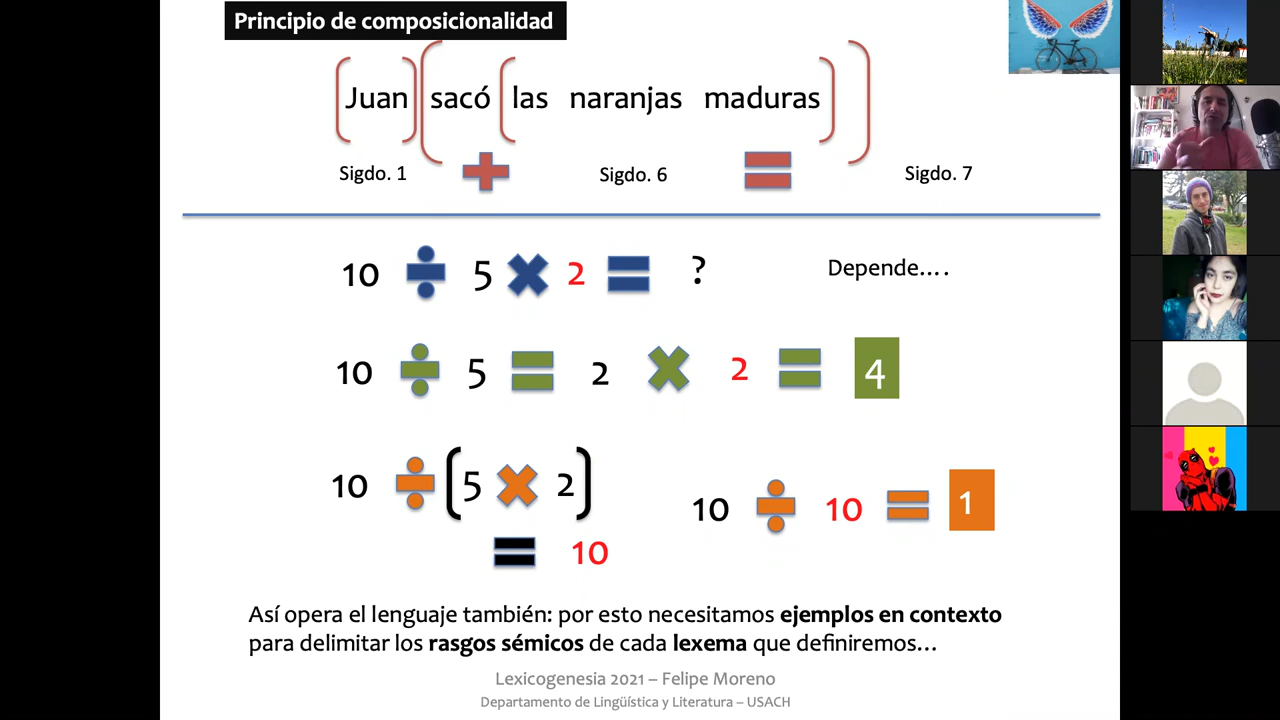 Principio de composicionalidad
Juan sacó las naranjas maduras
Sigdo. 1 + Sigdo. 6 = Sigdo. 7
10 ÷ 5 × 2 = ? Depende....
10 ÷ 5 = 2 × 2 = 4
10 ÷ (5 × 2)
= 10
10 ÷ 10 = 1
Así opera el lenguaje también: por esto necesitamos ejemplos en contexto
para delimitar los rasgos sémicos de cada lexema que definiremos...
Lexicogenesia 2021 – Felipe Moreno
Departamento de Lingüística y Literatura – USACH